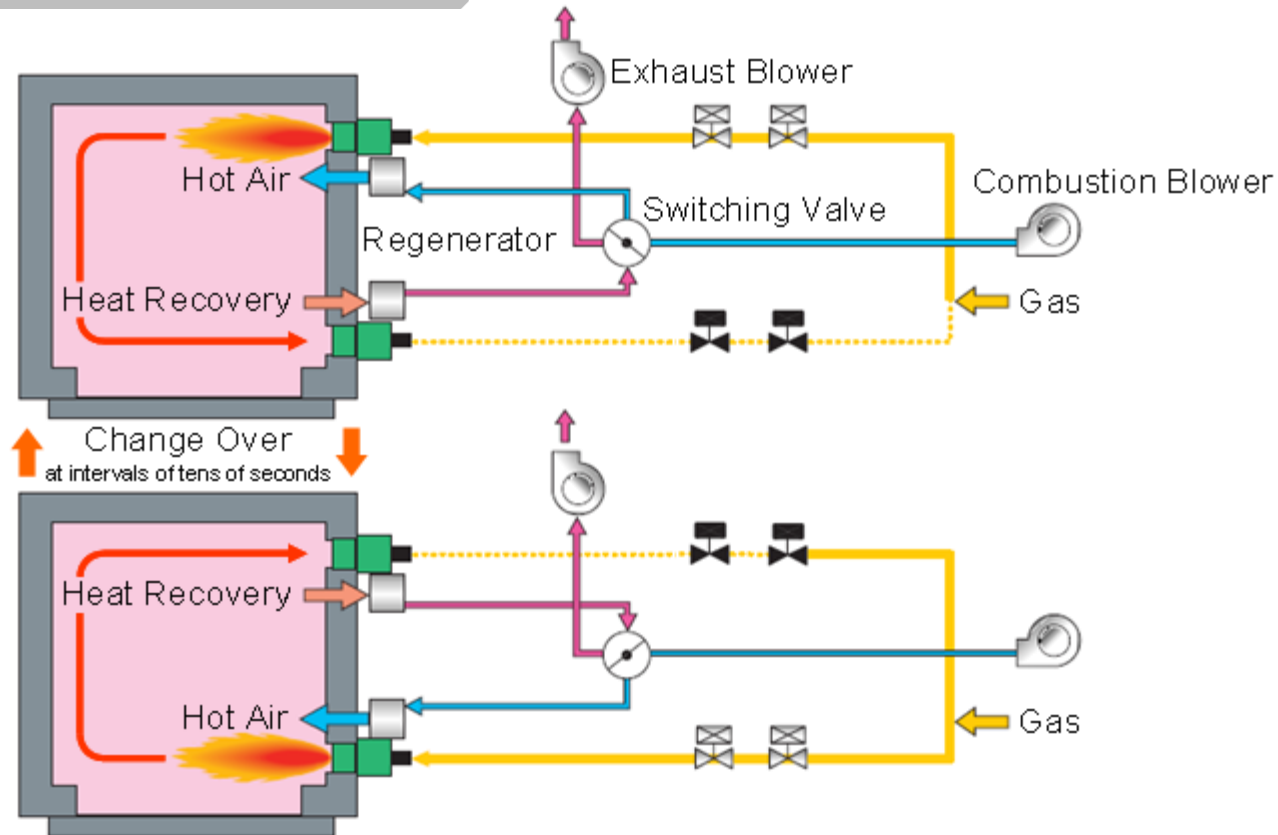 Exhaust Blower
Hot Air
Combustion Blower
Switching Valve
Regenerator
Heat Recovery
Gas
Change Over
at intervals of tens of seconds
Heat Recovery
Hot Air
Gas